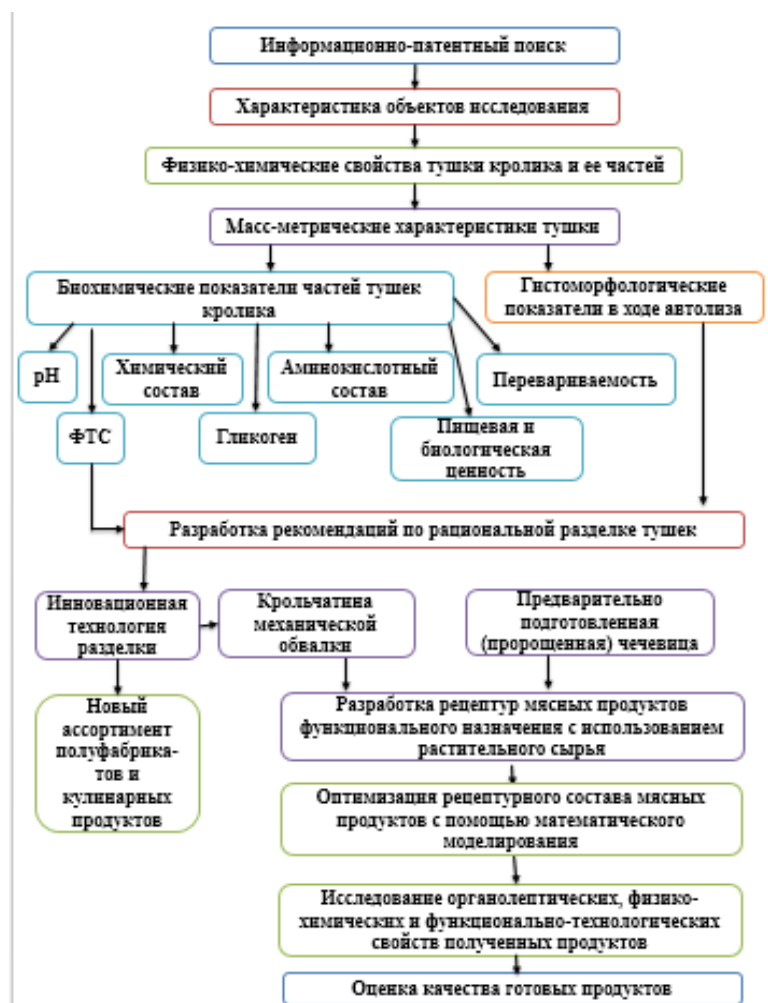 Информационно-патентный поиск
Характеристика объектов исследования
Физико-химические свойства тушки кролика и ее частей
Масс-метрические характеристики тушки
Биохимические показатели частей тушек
кролика
Гистоморфологические
показатели в ходе автолиза
pH
Химический
состав
Аминокислотный
состав
Перевариваемость
ФТС
Гликоген
Пищевая и
биологическая
ценность
Разработка рекомендаций по рациональной разделке тушек
Инновационная
технология
разделки
Крольчатина
механической
обвалки
Предварительно
подготовленная
(пророщенная) чечевица
Новый
ассортимент
полуфабрика-
тов и
кулинарных
продуктов
Разработка рецептур мясных продуктов
функционального назначения с использованием
растительного сырья
Оптимизация рецептурного состава мясных
продуктов с помощью математического
моделирования
Исследование органолептических, физико-
химических и функционально-технологических
свойств полученных продуктов
Оценка качества готовых продуктов